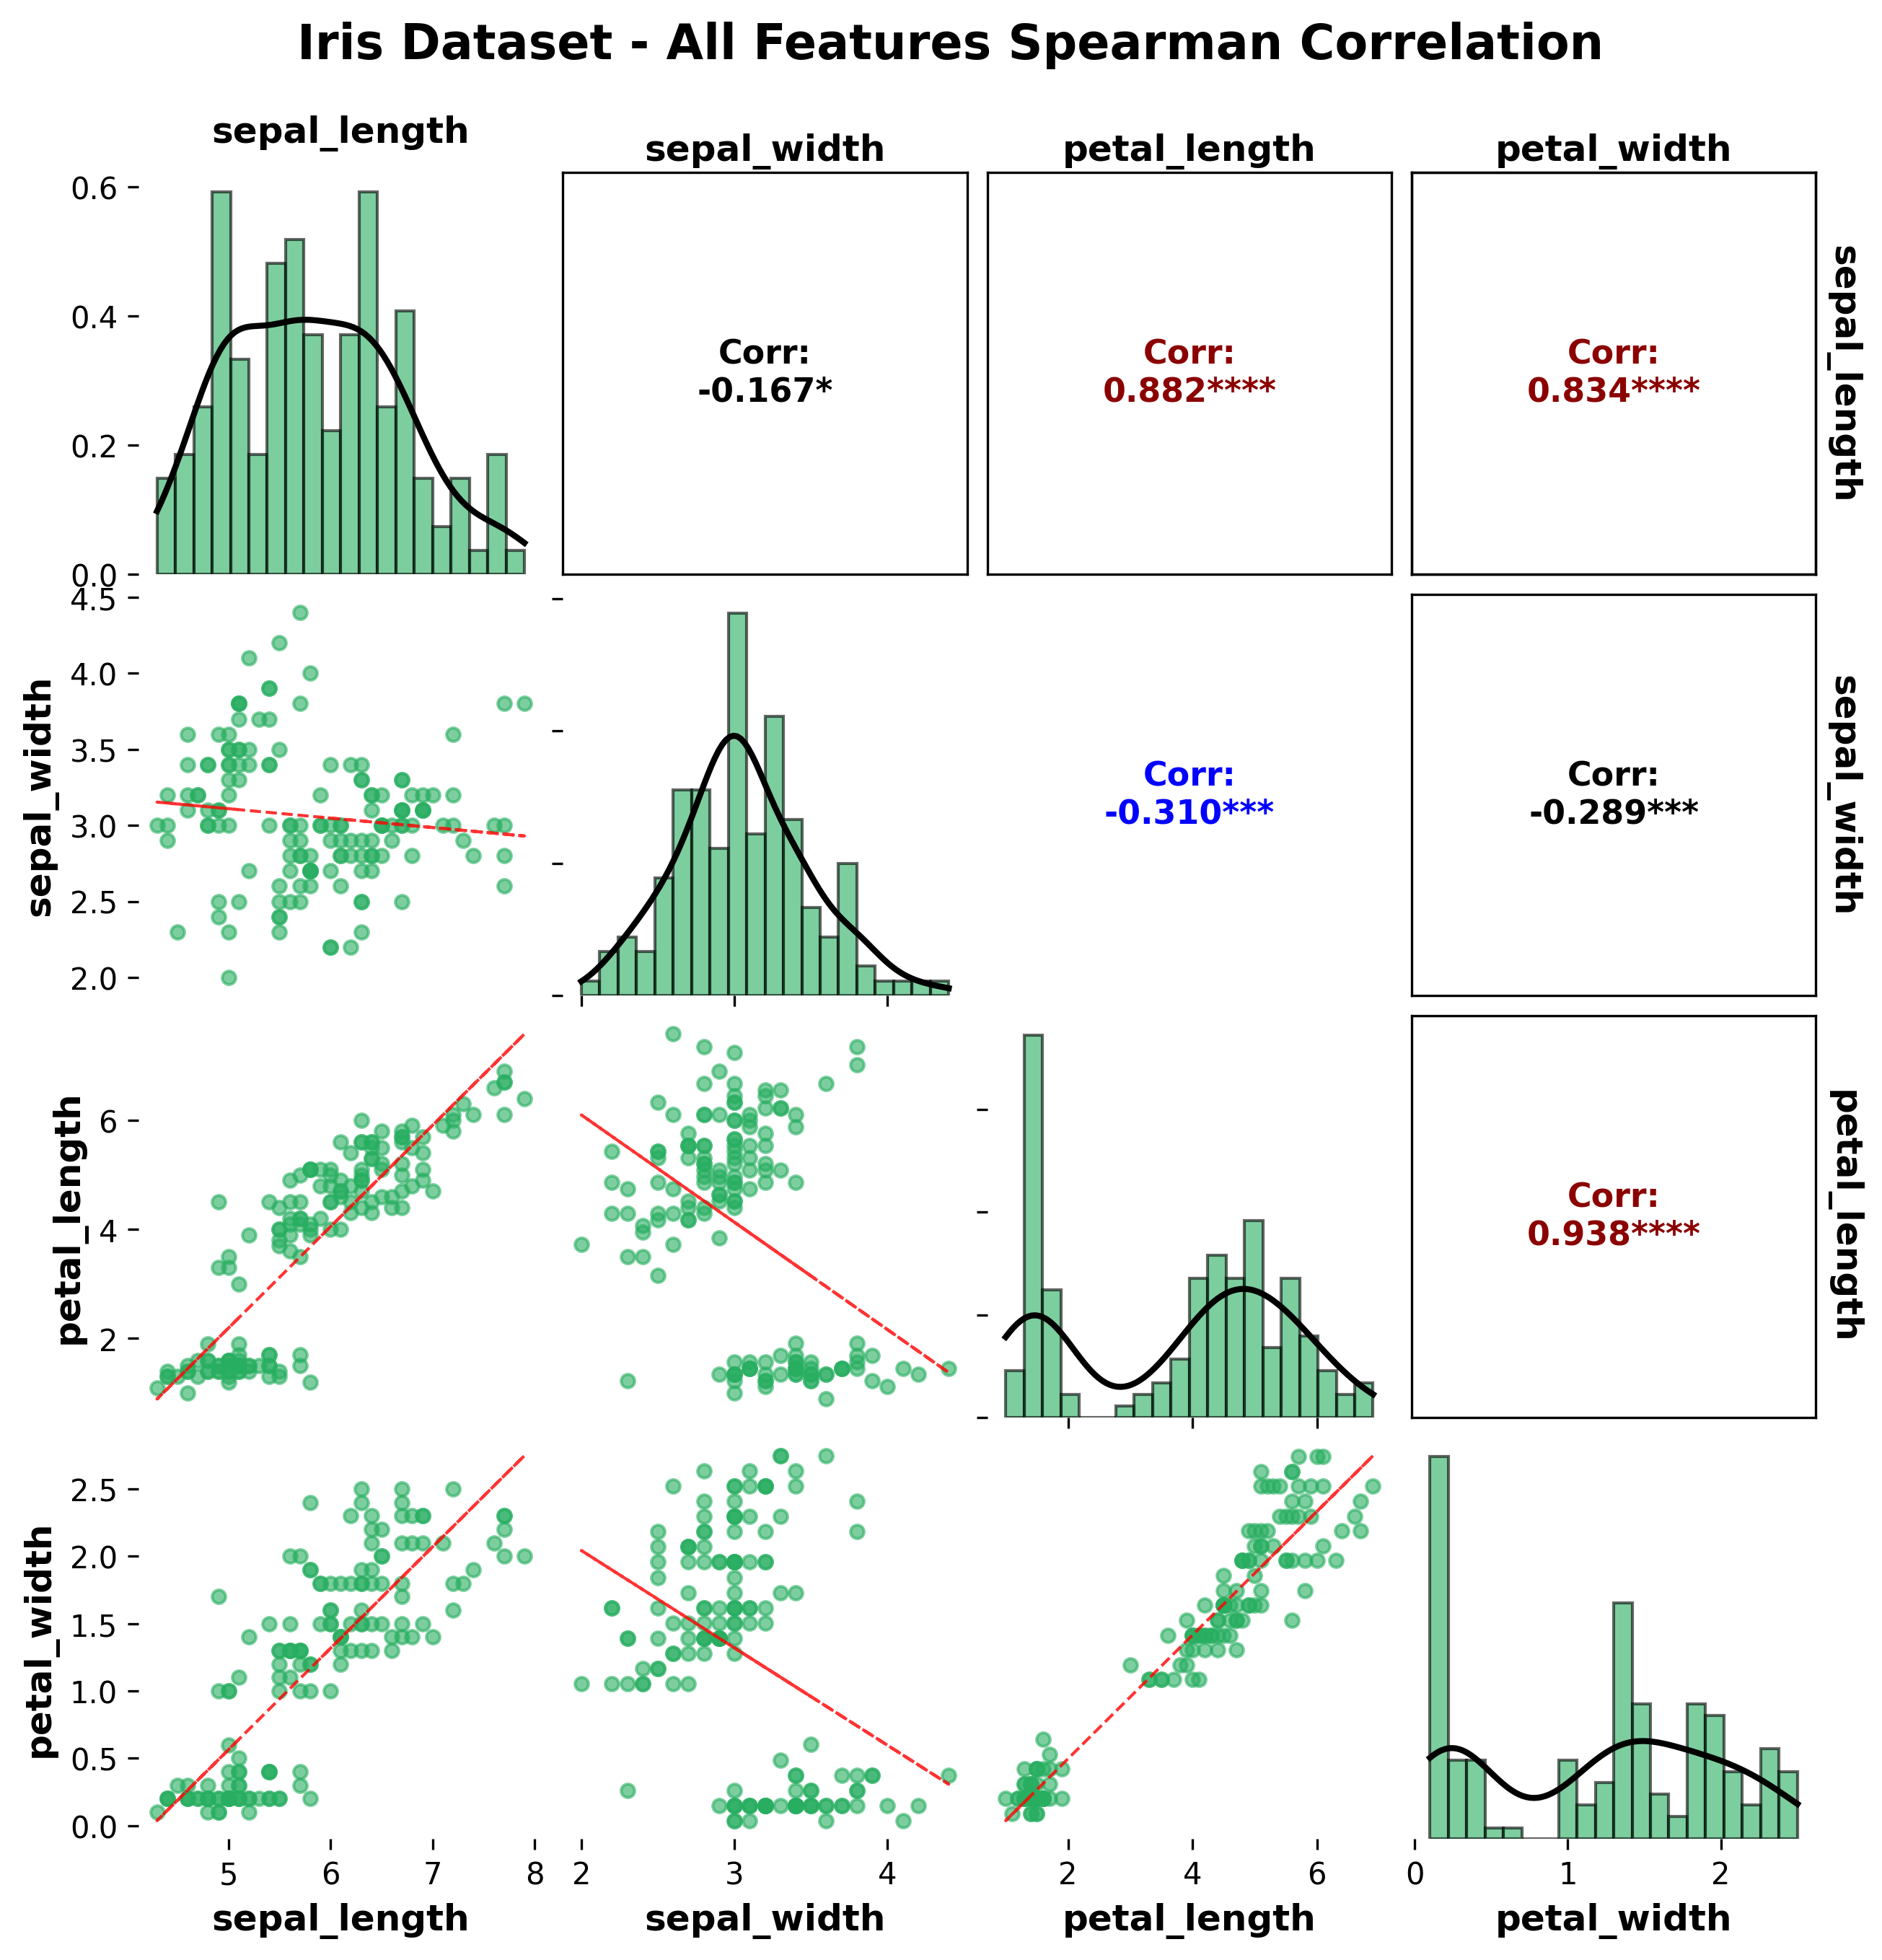 Iris Dataset - All Features Spearman Correlation
sepal_length
sepal_width
petal_length
petal_width
0.6
0.4
0.2
0.0
Corr:
-0.167*
Corr:
0.882****
Corr:
0.834****
sepal_length
sepal_width
4.5
4.0
3.5
3.0
2.5
2.0
Corr:
-0.310***
Corr:
-0.289***
sepal_width
petal_length
6
4
2
Corr:
0.938****
petal_length
petal_width
2.5
2.0
1.5
1.0
0.5
0.0
5 6 7 8
2 3 4
2 4 6
0 1 2
sepal_length
sepal_width
petal_length
petal_width